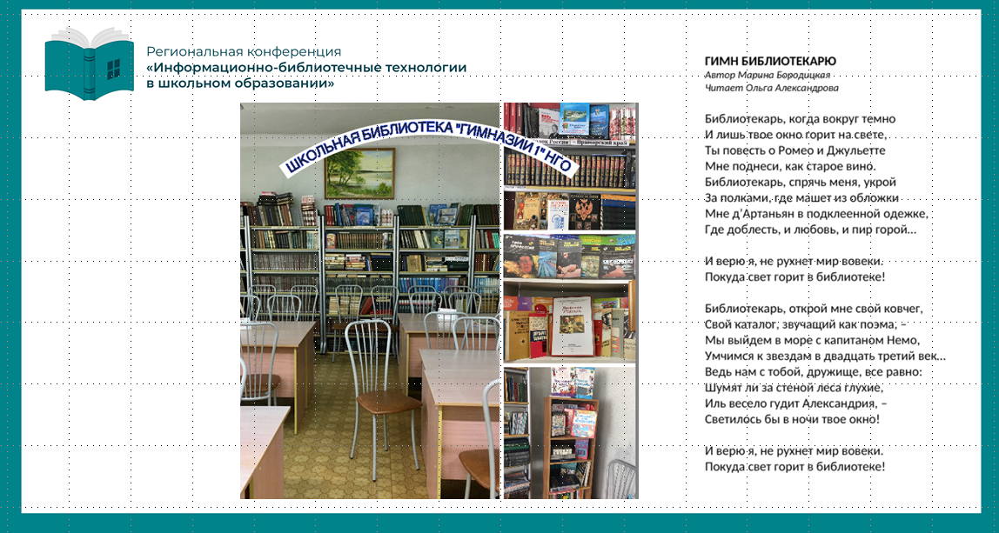 Региональная конференция
«Информационно-библиотечные технологии
в школьном образовании»
ШКОЛЬНАЯ БИБЛИОТЕКА "ГИМНАЗИИ 1" НГО
России
Приморский край
ГИМН БИБЛИОТЕКАРЮ
Автор Марина Бородицкая
Читает Ольга Александрова
Библиотекарь, когда вокруг темно
И лишь твое окно горит на свете,
Ты повесть о Ромео и Джульетте
Мне поднеси, как старое вино.
Библиотекарь, спрячь меня, укрой
За полками, где машет из обложки
Мне д’Артаньян в подклеенной одежке,
Где доблесть, и любовь, и пир горой…
И верю я, не рухнет мир вовеки.
Покуда свет горит в библиотеке!
Библиотекарь, открой мне свой ковчег,
Свой каталог, звучащий как поэма, –
Мы выйдем в море с капитаном Немо,
Умчимся к звездам в двадцать третий век…
Ведь нам с тобой, дружище, все равно:
Шумят ли за стеной леса глухие,
Иль весело гудит Александрия, –
Светилось бы в ночи твое окно!
И верю я, не рухнет мир вовеки.
Покуда свет горит в библиотеке!